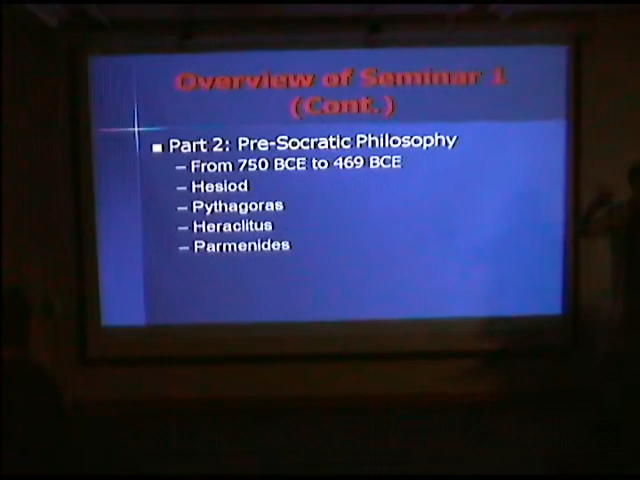 Overview of Seminar 1
(Cont.)
Part 2: Pre-Socratic Philosophy
– From 750 BCE to 469 BCE
– Hesiod
– Pythagoras
– Heraclitus
– Parmenides